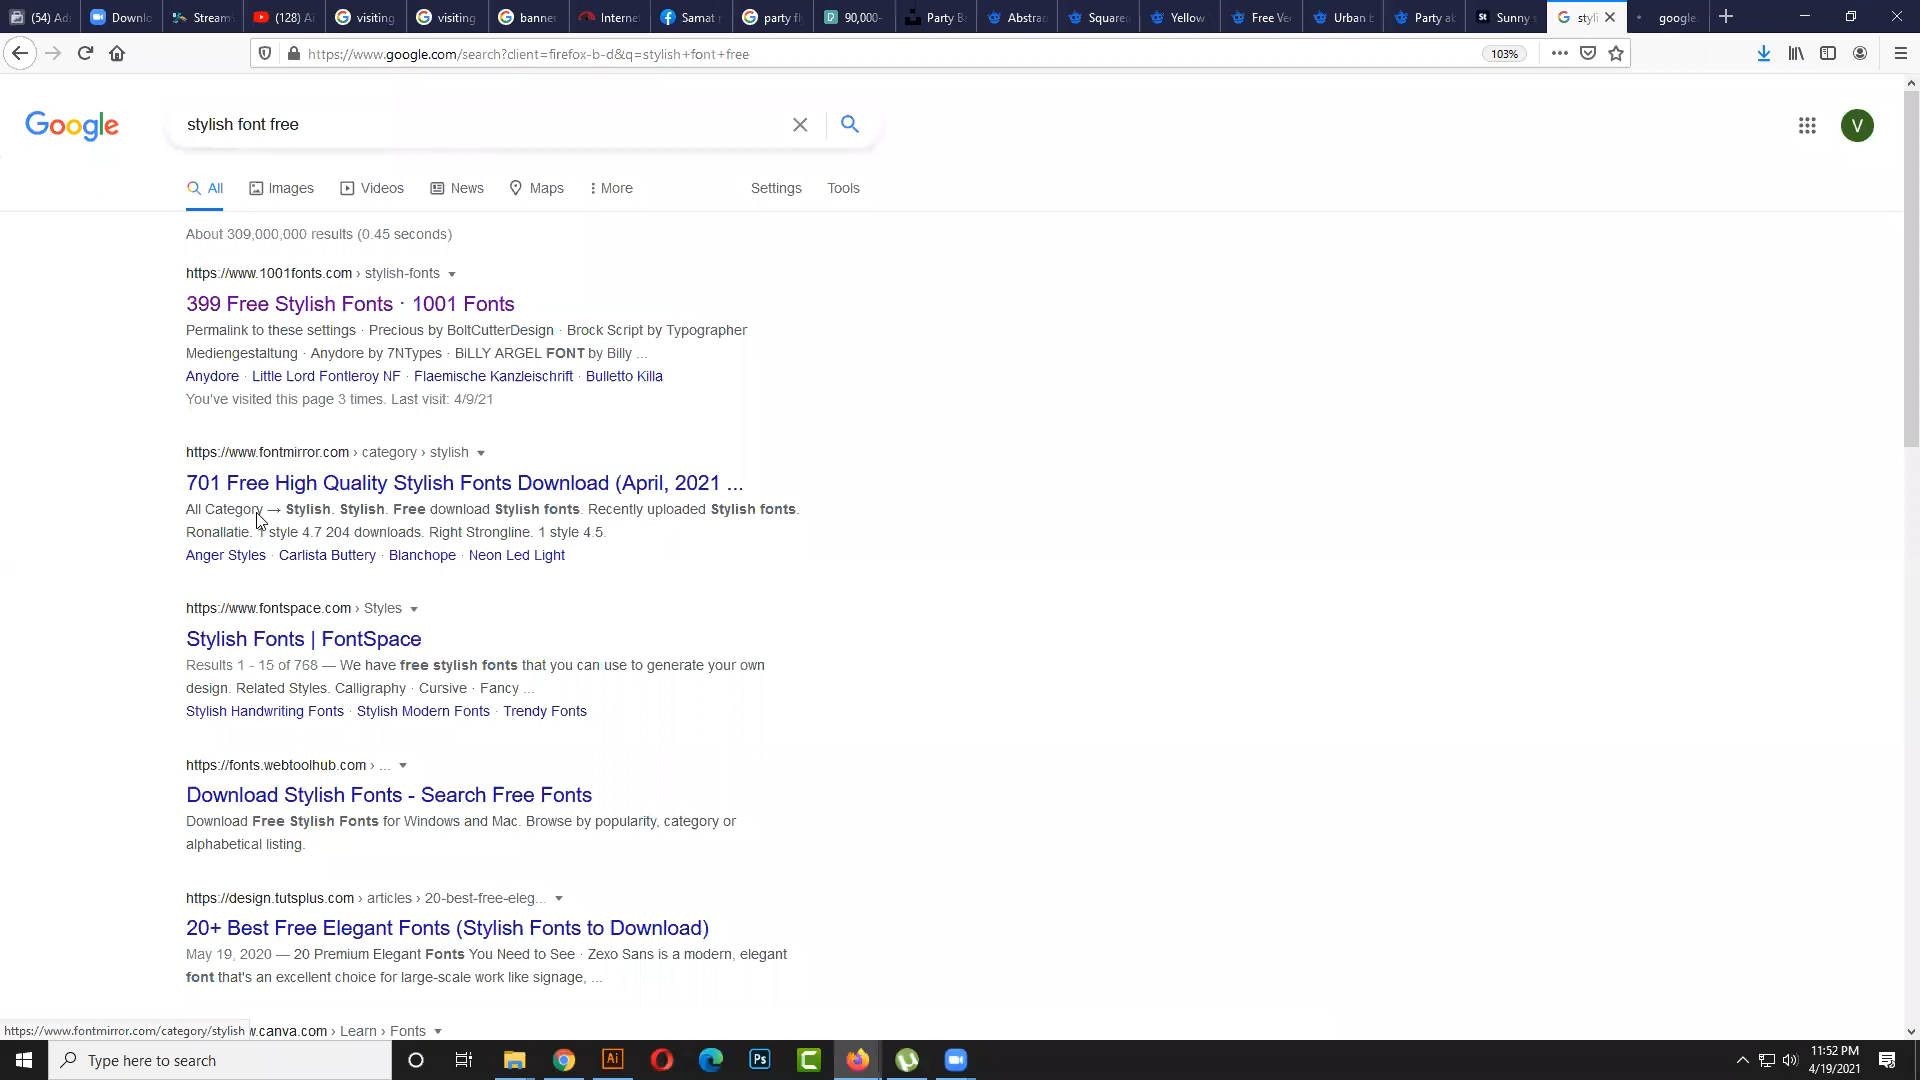 (54) Ad
Downlo
Stream
(128) Ai
visiting
visiting
banne
Interne
Samat
party fl
90,000
Party Ba
Abstrac
Square
Yellow
Free Ve
Urban b
Party ab
Sunny
styli
google.
https://www.google.com/search?client=firefox-b-d&q=stylish+font+free
103%
Google
stylish font free
V
All Images Videos News Maps More Settings Tools
About 309,000,000 results (0.45 seconds)
https://www.1001fonts.com › stylish-fonts
399 Free Stylish Fonts · 1001 Fonts
Permalink to these settings · Precious by BoltCutterDesign · Brock Script by Typographer
Mediengestaltung · Anydore by 7NTypes · BiLLY ARGEL FONT by Billy ...
Anydore · Little Lord Fontleroy NF · Flaemische Kanzleischrift · Bulletto Killa
You've visited this page 3 times. Last visit: 4/9/21
https://www.fontmirror.com › category › stylish
701 Free High Quality Stylish Fonts Download (April, 2021 ...
All Category → Stylish. Stylish. Free download Stylish fonts. Recently uploaded Stylish fonts.
Ronallatie. 1 style 4.7 204 downloads. Right Strongline. 1 style 4.5.
Anger Styles · Carlista Buttery · Blanchope · Neon Led Light
https://www.fontspace.com › Styles
Stylish Fonts | FontSpace
Results 1 - 15 of 768 — We have free stylish fonts that you can use to generate your own
design. Related Styles. Calligraphy · Cursive · Fancy ...
Stylish Handwriting Fonts · Stylish Modern Fonts · Trendy Fonts
https://fonts.webtoolhub.com › ...
Download Stylish Fonts - Search Free Fonts
Download Free Stylish Fonts for Windows and Mac. Browse by popularity, category or
alphabetical listing.
https://design.tutsplus.com › articles › 20-best-free-eleg...
20+ Best Free Elegant Fonts (Stylish Fonts to Download)
May 19, 2020 — 20 Premium Elegant Fonts You Need to See · Zexo Sans is a modern, elegant
font that's an excellent choice for large-scale work like signage, ...
https://www.fontmirror.com/category/stylish
w.canva.com › Learn › Fonts
Type here to search
Ai
Ps
11:52 PM
4/19/2021